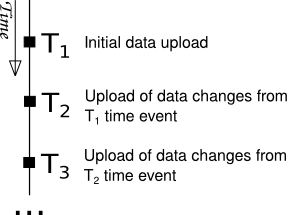 Time
T₁ Initial data upload
T₂ Upload of data changes from
T₁ time event
T₃ Upload of data changes from
T₂ time event
...